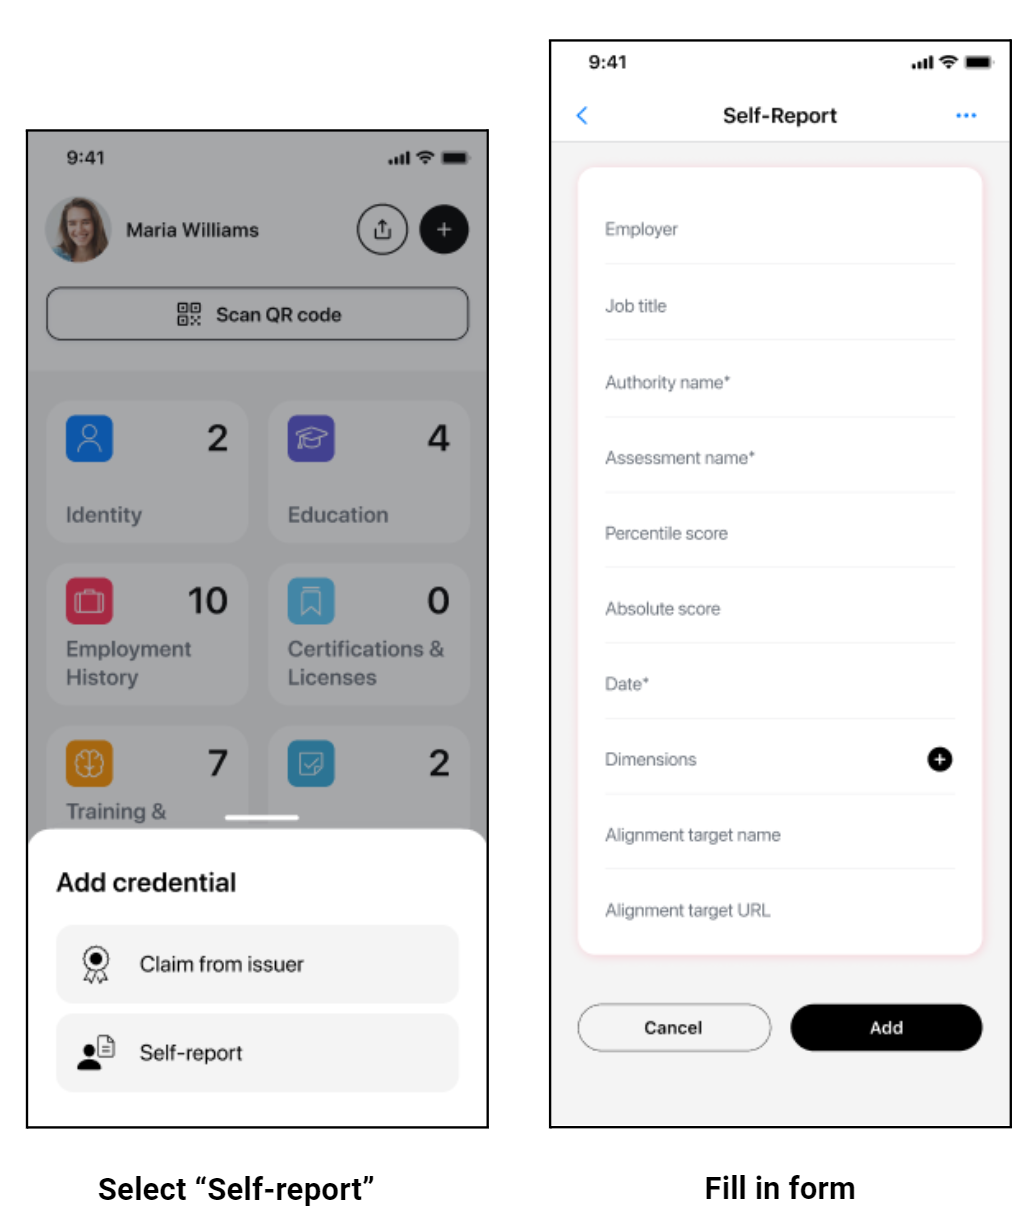 9:41
Maria Williams
Scan QR code
2
4
Identity
Education
10
0
Employment
History
Certifications &
Licenses
7
2
Training &
Add credential
Claim from issuer
Self-report
Select “Self-report”
9:41
Self-Report
Employer
Job title
Authority name*
Assessment name*
Percentile score
Absolute score
Date*
Dimensions
Alignment target name
Alignment target URL
Cancel
Add
Fill in form